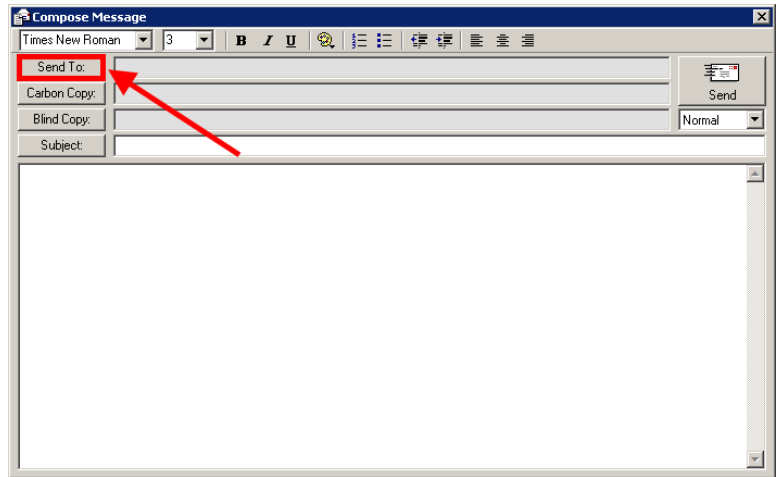 Compose Message
Times New Roman 3 B I U
Send To:
Carbon Copy:
Send
Blind Copy:
Normal
Subject: